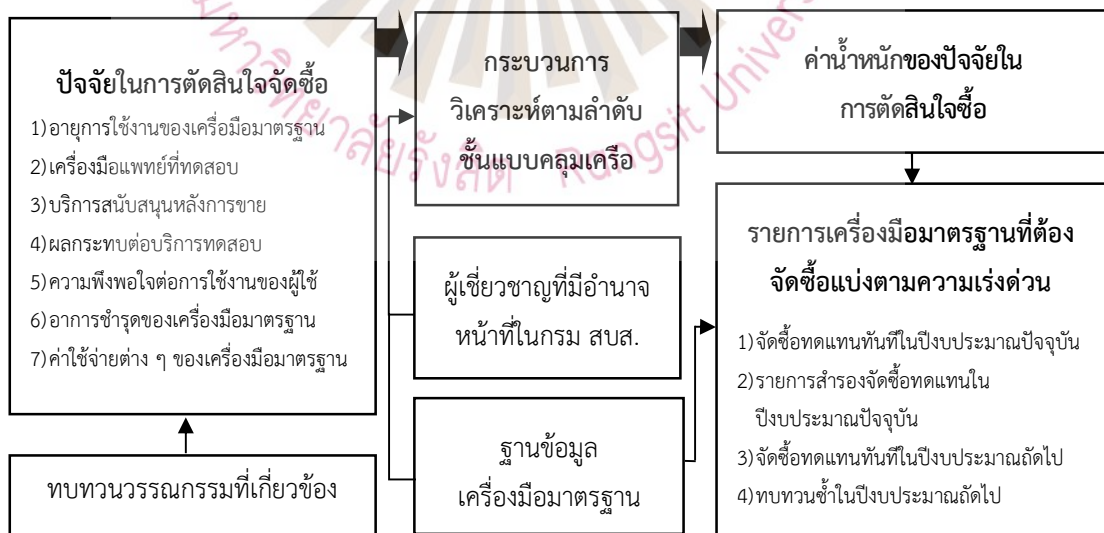 ปัจจัยในการตัดสินใจจัดซื้อ
1)อายุการใช้งานของเครื่อมือมาตรฐาน
2)เครื่องมือแพทย์ที่ทดสอบ
3)บริการสนับสนุนหลังการขาย
4)ผลกระทบต่อบริการทดสอบ
5)ความพึงพอใจต่อการใช้งานของผู้ใช้
6)อาการชำรุดของเครื่องมือมาตรฐาน
7)ค่าใช้จ่ายต่าง ๆ ของเครื่องมือมาตรฐาน
ทบทวนวรรณกรรมที่เกี่ยวข้อง
กระบวนการ
วิเคราะห์ตามลำดับ
ชั้นแบบคลุมเครือ
ผู้เชี่ยวชาญที่มีอำนาจ
หน้าที่ในกรม สบส.
ฐานข้อมูล
เครื่องมือมาตรฐาน
ค่าน้ำหนักของปัจจัยใน
การตัดสินใจซื้อ
รายการเครื่องมือมาตรฐานที่ต้อง
จัดซื้อแบ่งตามความเร่งด่วน
1)จัดซื้อทดแทนทันทีในปีงบประมาณปัจจุบัน
2)รายการสำรองจัดซื้อทดแทนใน
ปีงบประมาณปัจจุบัน
3)จัดซื้อทดแทนทันทีในปีงบประมาณถัดไป
4)ทบทวนซ้ำในปีงบประมาณถัดไป
มหาวิทยาลัยรังสิต Rangsit Univers